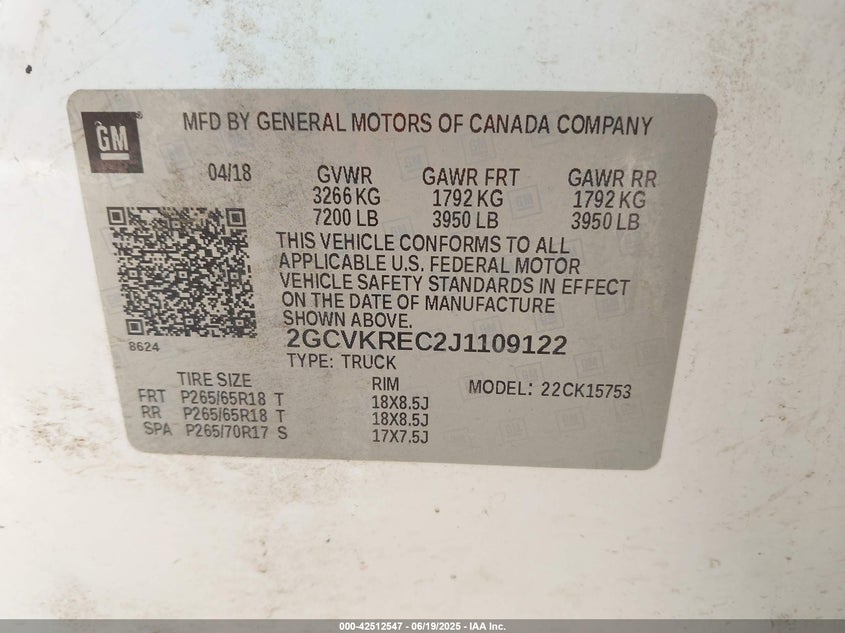 GM
MFD BY GENERAL MOTORS OF CANADA COMPANY
04/18 GVWR GAWR FRT GAWR RR
3266 KG 1792 KG 1792 KG
7200 LB 3950 LB 3950 LB
THIS VEHICLE CONFORMS TO ALL
APPLICABLE U.S. FEDERAL MOTOR
VEHICLE SAFETY STANDARDS IN EFFECT
ON THE DATE OF MANUFACTURE
SHOWN ABOVE.
8624
2GCVKREC2J1109122
TYPE: TRUCK
TIRE SIZE RIM MODEL: 22CK15753
FRT P265/65R18 T 18X8.5J
RR P265/65R18 T 18X8.5J
SPA P265/70R17 S 17X7.5J
000-42512547 - 06/19/2025 - IAA Inc.